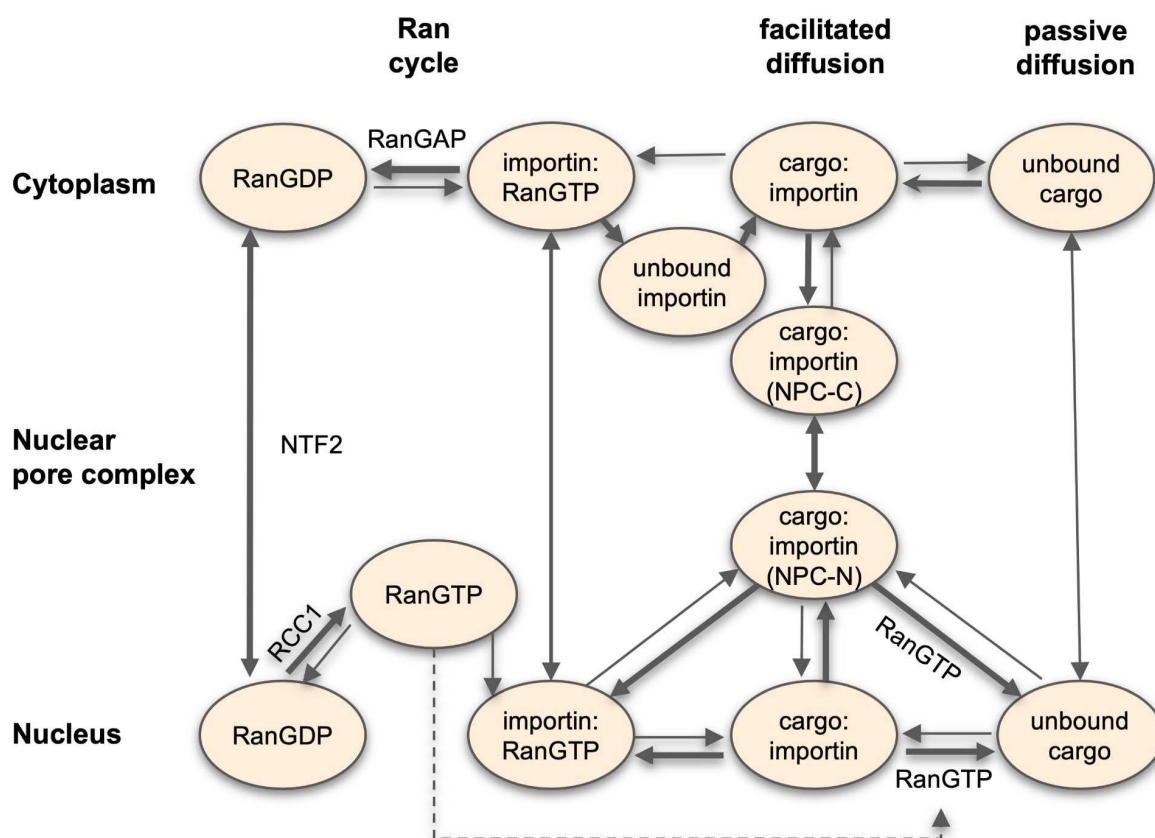 Ran
cycle
facilitated
diffusion
passive
diffusion
Cytoplasm
RanGDP
RanGAP
importin:
RanGTP
cargo:
importin
unbound
cargo
unbound
importin
cargo:
importin
(NPC-C)
Nuclear
pore complex
NTF2
cargo:
importin
(NPC-N)
RanGTP
RCC1
RanGTP
Nucleus
RanGDP
importin:
RanGTP
cargo:
importin
RanGTP
unbound
cargo